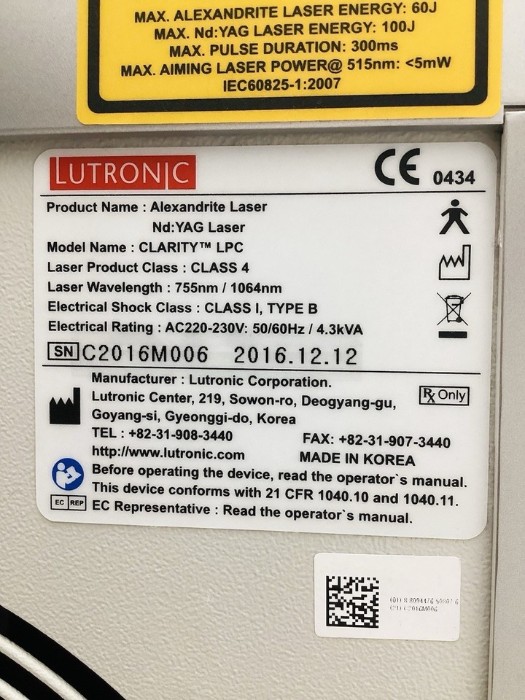 MAX. ALEXANDRITE LASER ENERGY: 60J
MAX. Nd:YAG LASER ENERGY: 100J
MAX. PULSE DURATION: 300ms
MAX. AIMING LASER POWER@ 515nm: <5mW
IEC60825-1:2007
LUTRONIC
CE 0434
Product Name : Alexandrite Laser
Nd:YAG Laser
Model Name : CLARITY™ LPC
Laser Product Class : CLASS 4
Laser Wavelength : 755nm / 1064nm
Electrical Shock Class : CLASS I, TYPE B
Electrical Rating : AC220-230V: 50/60Hz / 4.3kVA
SN C2016M006 2016.12.12
Manufacturer : Lutronic Corporation.
Lutronic Center, 219, Sowon-ro, Deogyang-gu,
Goyang-si, Gyeonggi-do, Korea
Rx Only
TEL : +82-31-908-3440 FAX: +82-31-907-3440
http://www.lutronic.com MADE IN KOREA
Before operating the device, read the operator`s manual.
This device conforms with 21 CFR 1040.10 and 1040.11.
EC REP EC Representative : Read the operator`s manual.